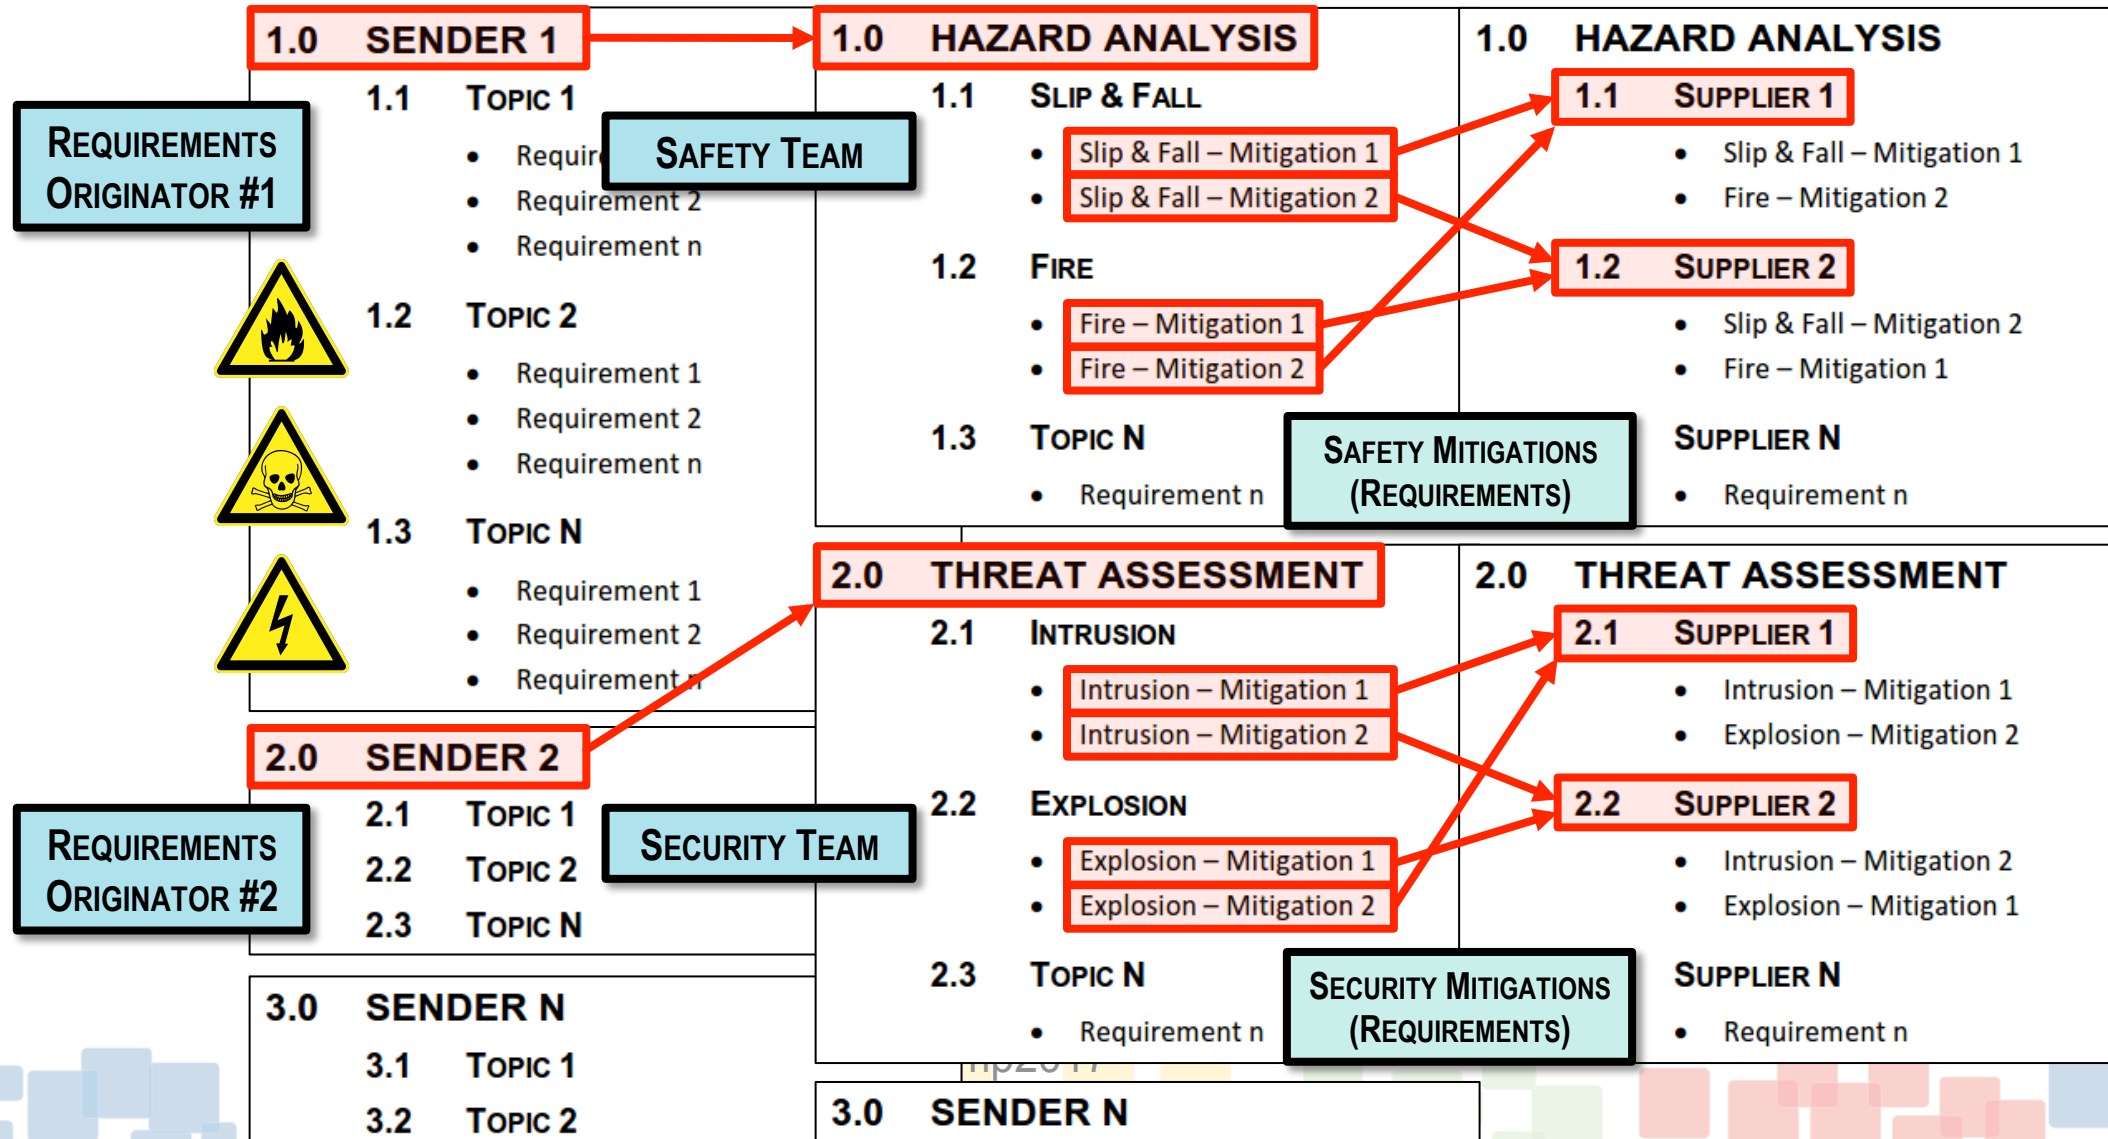 1.0 SENDER 1
1.1 TOPIC 1
• Requir
• Requirement 2
• Requirement n
1.2 TOPIC 2
• Requirement 1
• Requirement 2
• Requirement n
1.3 TOPIC N
• Requirement 1
• Requirement 2
• Requirement n
2.0 SENDER 2
2.1 TOPIC 1
2.2 TOPIC 2
2.3 TOPIC N
3.0 SENDER N
3.1 TOPIC 1
3.2 TOPIC 2
REQUIREMENTS
ORIGINATOR #1
REQUIREMENTS
ORIGINATOR #2
SAFETY TEAM
SECURITY TEAM
1.0 HAZARD ANALYSIS
1.1 SLIP & FALL
• Slip & Fall – Mitigation 1
• Slip & Fall – Mitigation 2
1.2 FIRE
• Fire – Mitigation 1
• Fire – Mitigation 2
1.3 TOPIC N
• Requirement n
2.0 THREAT ASSESSMENT
2.1 INTRUSION
• Intrusion – Mitigation 1
• Intrusion – Mitigation 2
2.2 EXPLOSION
• Explosion – Mitigation 1
• Explosion – Mitigation 2
2.3 TOPIC N
• Requirement n
3.0 SENDER N
SAFETY MITIGATIONS
(REQUIREMENTS)
SECURITY MITIGATIONS
(REQUIREMENTS)
1.0 HAZARD ANALYSIS
1.1 SUPPLIER 1
• Slip & Fall – Mitigation 1
• Fire – Mitigation 2
1.2 SUPPLIER 2
• Slip & Fall – Mitigation 2
• Fire – Mitigation 1
SUPPLIER N
• Requirement n
2.0 THREAT ASSESSMENT
2.1 SUPPLIER 1
• Intrusion – Mitigation 1
• Explosion – Mitigation 2
2.2 SUPPLIER 2
• Intrusion – Mitigation 2
• Explosion – Mitigation 1
SUPPLIER N
• Requirement n